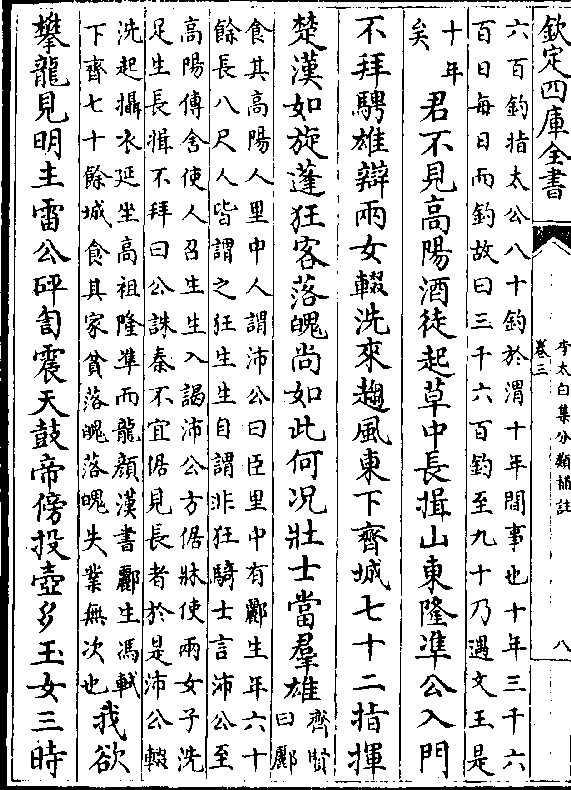 欽定四庫全書
李太白集分類補註
卷三
八
六百釣指太公八十釣於渭十年間事也十年三千六
百日每日而釣故曰三千六百釣至九十乃遇文王是
十年
矣
君不見高陽酒徒起草中長揖山東隆凖公入門
不拜騁雄辯兩女輟洗來趨風東下齊城七十二指揮
楚漢如旋蓬狂客落魄尚如此何况壯士當羣雄
齊賢
曰酈
食其高陽人里中人謂沛公曰臣里中有酈生年六十
餘長八尺人皆謂之狂生生自謂非狂騎士言沛公至
高陽傳舍使人召生生入謁沛公方倨牀使兩女子洗
足生長揖不拜曰公誅秦不宜倨見長者於是沛公輟
洗起攝衣延坐高祖隆凖而龍顔漢書酈生馮軾
下齊七十餘城食其家貧落魄落魄失業無次也
我欲
攀龍見明主雷公砰訇震天鼓帝傍投壺多玉女三時